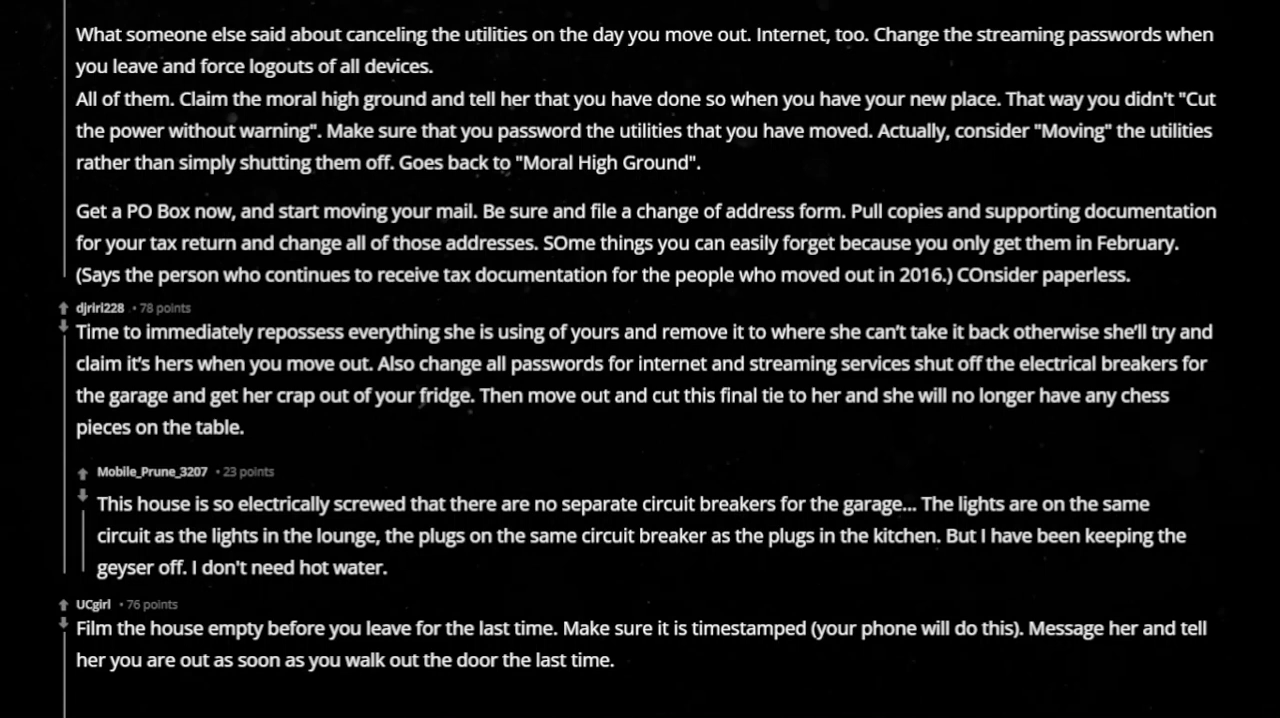 What someone else said about canceling the utilities on the day you move out. Internet, too. Change the streaming passwords when
you leave and force logouts of all devices.
All of them. Claim the moral high ground and tell her that you have done so when you have your new place. That way you didn't "Cut
the power without warning". Make sure that you password the utilities that you have moved. Actually, consider "Moving" the utilities
rather than simply shutting them off. Goes back to "Moral High Ground".
Get a PO Box now, and start moving your mail. Be sure and file a change of address form. Pull copies and supporting documentation
for your tax return and change all of those addresses. SOme things you can easily forget because you only get them in February.
(Says the person who continues to receive tax documentation for the people who moved out in 2016.) COnsider paperless.
djriri228 • 78 points
Time to immediately repossess everything she is using of yours and remove it to where she can’t take it back otherwise she’ll try and
claim it’s hers when you move out. Also change all passwords for internet and streaming services shut off the electrical breakers for
the garage and get her crap out of your fridge. Then move out and cut this final tie to her and she will no longer have any chess
pieces on the table.
Mobile_Prune_3207 • 23 points
This house is so electrically screwed that there are no separate circuit breakers for the garage... The lights are on the same
circuit as the lights in the lounge, the plugs on the same circuit breaker as the plugs in the kitchen. But I have been keeping the
geyser off. I don't need hot water.
UCgirl • 76 points
Film the house empty before you leave for the last time. Make sure it is timestamped (your phone will do this). Message her and tell
her you are out as soon as you walk out the door the last time.